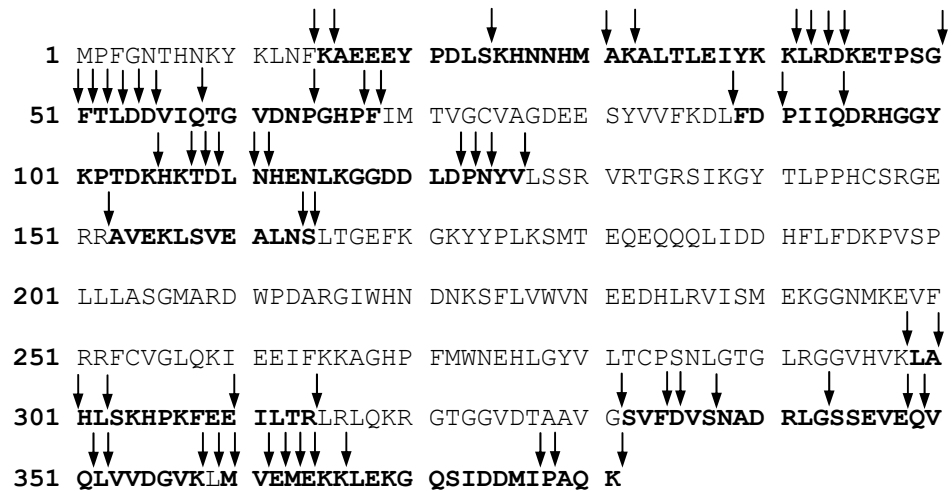 1 MPFGNTHNKY KLNFKAEEEY PDLSKHNNHM AKALTLEIYK KLRDKETPSG
51 FTLDDVIQTG VDNPGHPFIM TVGCVAGDEE SYVVFKDLFD PIIQDRHGGY
101 KPTDKHKTDL NHENLKGGDD LDPNYVLSSR VRTGRSIKGY TLPPHCSRGE
151 RRAVEKLSVE ALNSLTGEFK GKYYPLKSMT EQEQQQLIDD HFLFDKPVSP
201 LLLASGMARD WPDARGIWHN DNKSFLVWVN EEDHLRVISM EKGGNMKEVF
251 RRFCVGLQKI EEIFKKAGHP FMWNEHLGYV LTCPSNLGTG LRGGVHVKLA
301 HLSKHPKFEE ILTRLRLQKR GTGGVDTAAV GSVFDVSNAD RLGSSEVEQV
351 QLVVDGVKLM VEMEKKLEKG QSIDDMIPAQ K